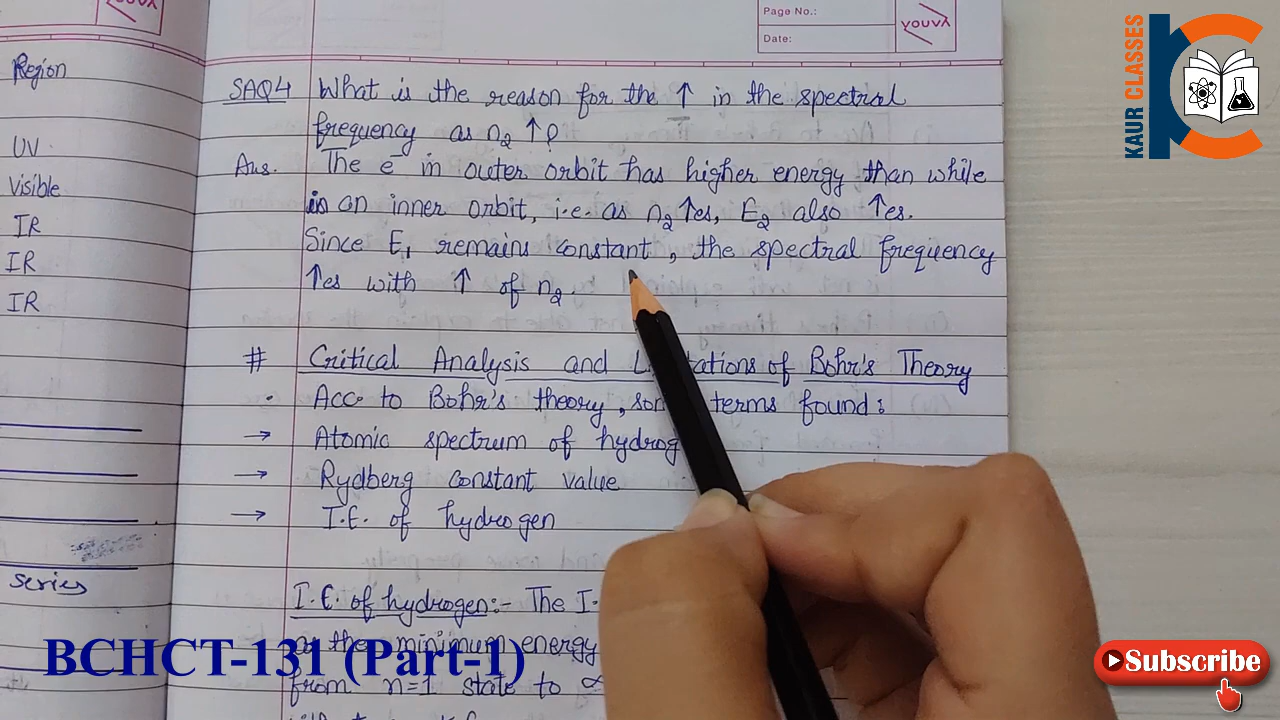 Page No.:
Date:
youva
KAUR CLASSES
Region
UV
Visible
IR
IR
IR
Series
SAQ4 What is the reason for the ↑ in the spectral
frequency as n₂ ↑?
Ans. The e⁻ in outer orbit has higher energy than while
in an inner orbit, i.e. as n₂ ↑es, E₂ also ↑es.
Since E₁ remains constant, the spectral frequency
↑es with ↑ of n₂.
# Critical Analysis and L tations of Bohr's Theory
• Acc. to Bohr's theory, so terms found:
→ Atomic spectrum of hydrog
→ Rydberg constant value
→ I.E. of hydrogen
I.E. of hydrogen:- The I.
the minimum energy
from n=1 state to ∞
BCHCT-131 (Part-1)
Subscribe